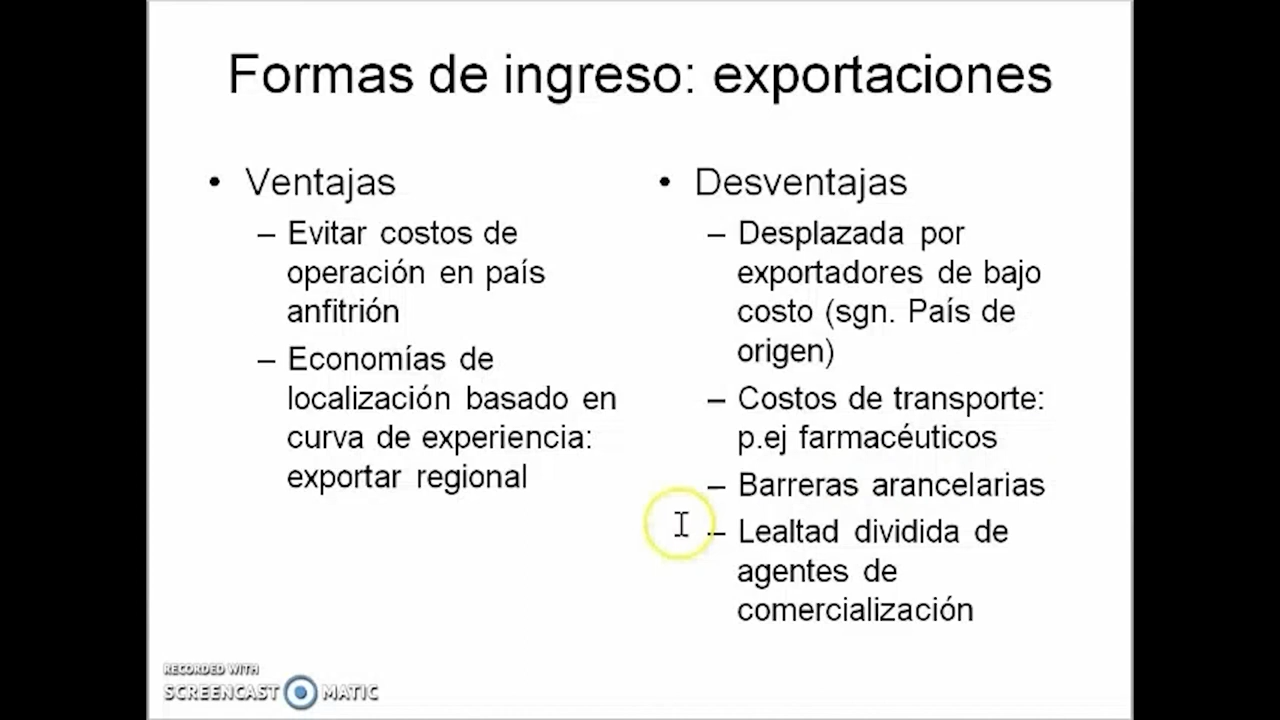 Formas de ingreso: exportaciones
• Ventajas
– Evitar costos de
operación en país
anfitrión
– Economías de
localización basado en
curva de experiencia:
exportar regional
• Desventajas
– Desplazada por
exportadores de bajo
costo (sgn. País de
origen)
– Costos de transporte:
p.ej farmacéuticos
– Barreras arancelarias
– Lealtad dividida de
agentes de
comercialización
RECORDED WITH
SCREENCAST MATIC